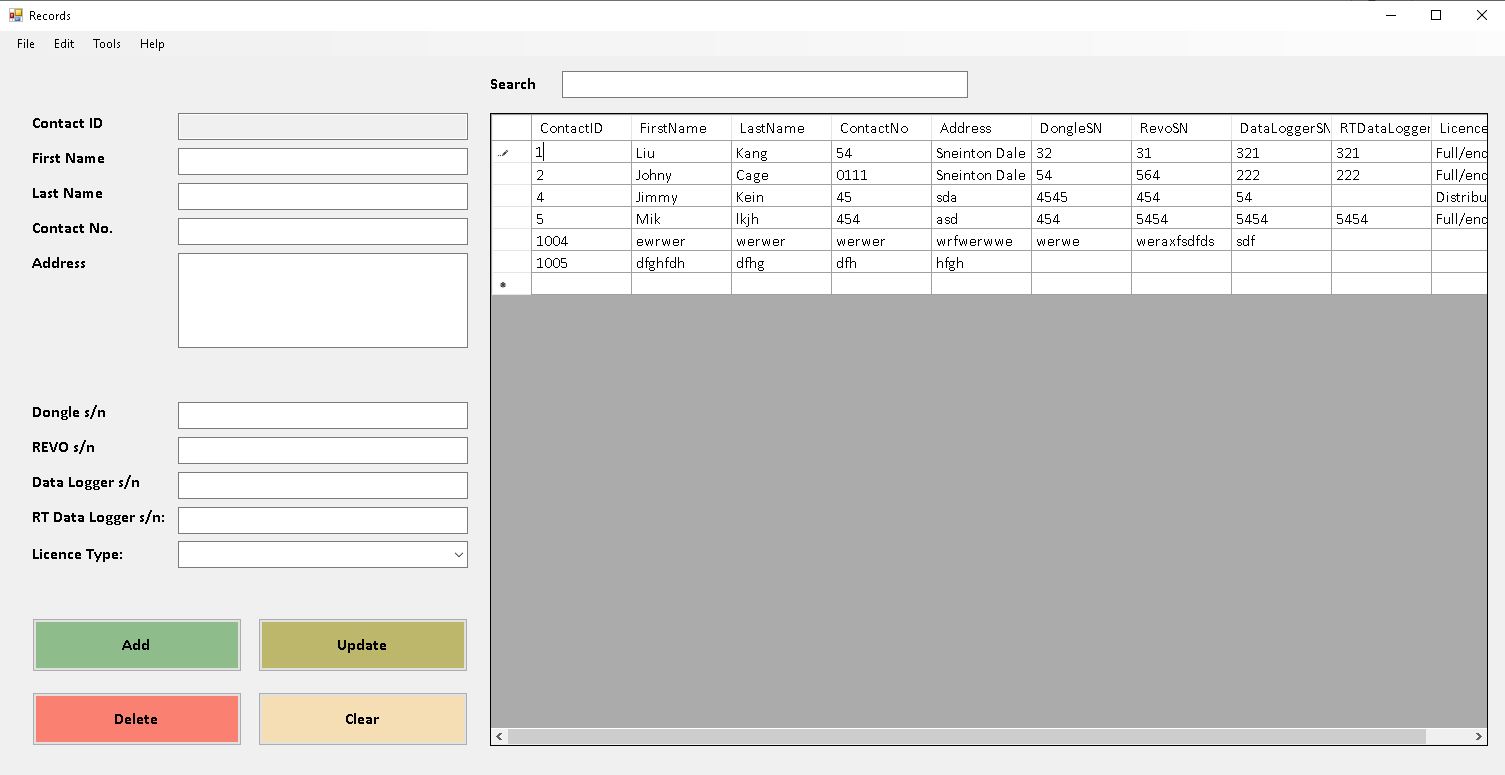 Records
File Edit Tools Help
Search
Contact ID
First Name
Last Name
Contact No.
Address
Dongle s/n
REVO s/n
Data Logger s/n
RT Data Logger s/n:
Licence Type:
Add Update
Delete Clear
ContactID FirstName LastName ContactNo Address DongleSN RevoSN DataLoggerSN RTDataLogger Licence
1 Liu Kang 54 Sneinton Dale 32 31 321 321 Full/end
2 Johny Cage 0111 Sneinton Dale 54 564 222 222 Full/end
4 Jimmy Kein 45 sda 4545 454 54 Distribu
5 Mik lkjh 454 asd 454 5454 5454 5454 Full/end
1004 ewrwer werwer werwer wrfwerwwe werwe weraxfsdfds sdf
1005 dfghfdh dfhg dfh hfgh